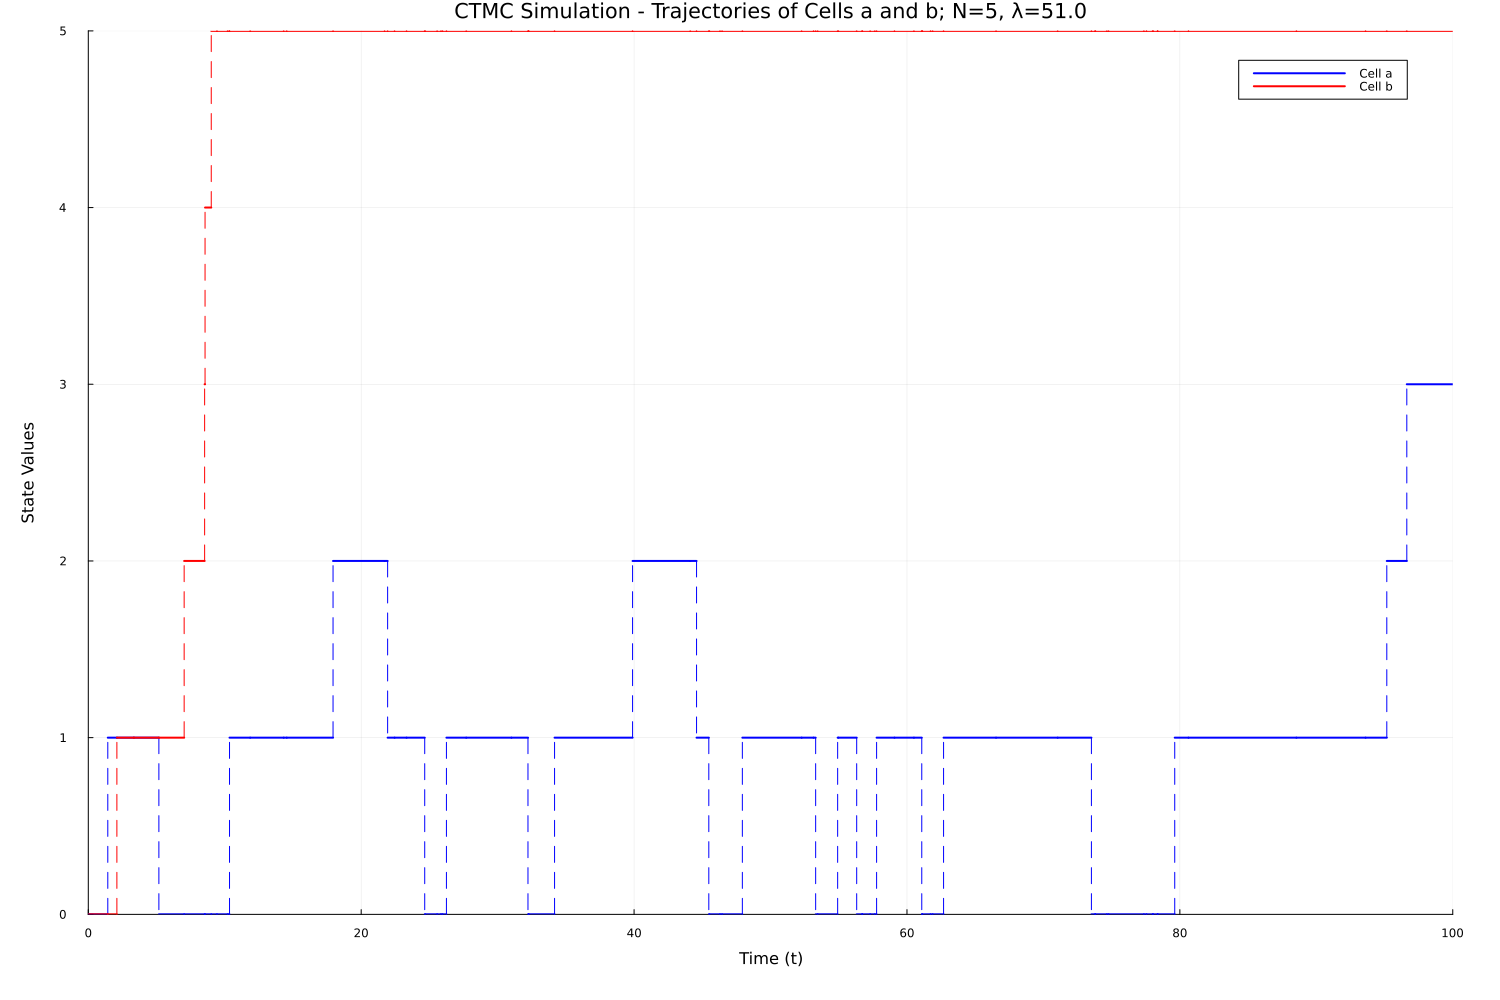 CTMC Simulation - Trajectories of Cells a and b; N=5, λ=51.0
5
Cell a
Cell b
4
3
State Values
2
1
0
0 20 40 60 80 100
Time (t)